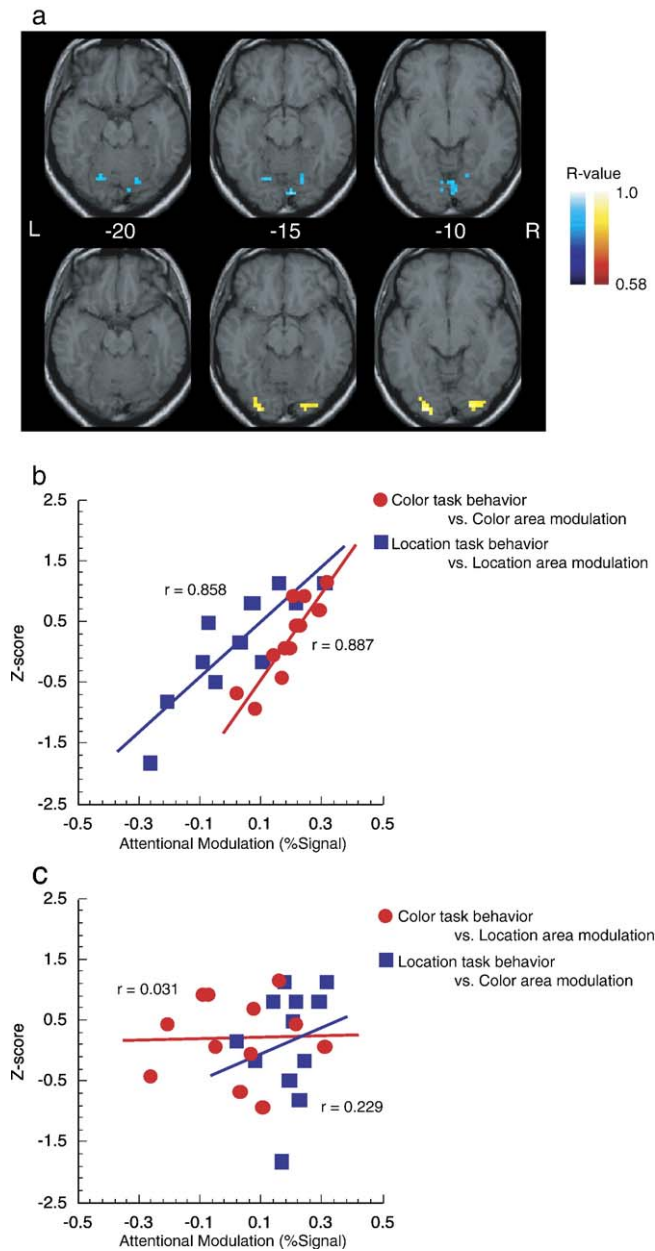 a
R-value
1.0
0.58
L -20 -15 -10 R
b
2.5
1.5
0.5
-0.5
-1.5
-2.5
Z-score
r = 0.858
r = 0.887
Color task behavior
vs. Color area modulation
Location task behavior
vs. Location area modulation
-0.5 -0.3 -0.1 0.1 0.3 0.5
Attentional Modulation (%Signal)
c
2.5
1.5
0.5
-0.5
-1.5
-2.5
Z-score
r = 0.031
r = 0.229
Color task behavior
vs. Location area modulation
Location task behavior
vs. Color area modulation
-0.5 -0.3 -0.1 0.1 0.3 0.5
Attentional Modulation (%Signal)